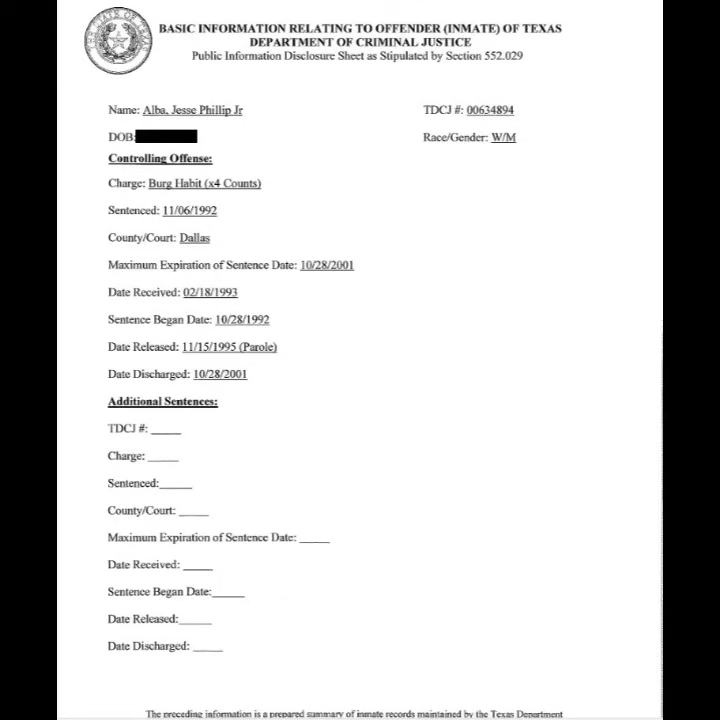 BASIC INFORMATION RELATING TO OFFENDER (INMATE) OF TEXAS
DEPARTMENT OF CRIMINAL JUSTICE
Public Information Disclosure Sheet as Stipulated by Section 552.029
Name: Alba, Jesse Phillip Jr
TDCJ #: 00634894
DOB:
Race/Gender: W/M
Controlling Offense:
Charge: Burg Habit (x4 Counts)
Sentenced: 11/06/1992
County/Court: Dallas
Maximum Expiration of Sentence Date: 10/28/2001
Date Received: 02/18/1993
Sentence Began Date: 10/28/1992
Date Released: 11/15/1995 (Parole)
Date Discharged: 10/28/2001
Additional Sentences:
TDCJ #: _____
Charge: _____
Sentenced:_____
County/Court: _____
Maximum Expiration of Sentence Date: _____
Date Received: _____
Sentence Began Date:_____
Date Released:_____
Date Discharged: _____
The preceding information is a prepared summary of inmate records maintained by the Texas Department